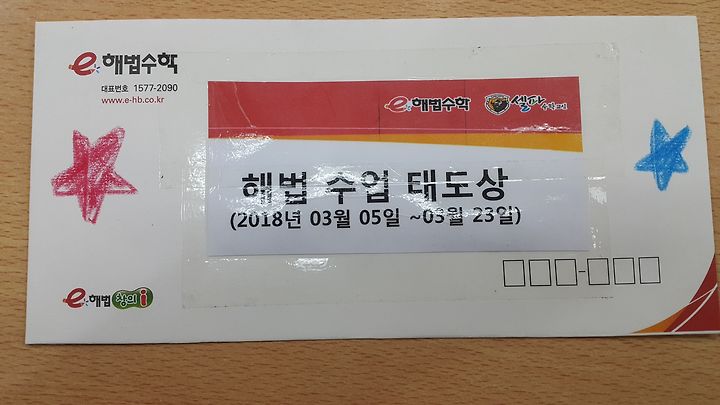 e 해법수학
대표번호 1577-2090
www.e-hb.co.kr
e 해법수학 셀파
해법 수업 태도상
(2018년 03월 05일 ~03월 23일)
e 해법 창의 i